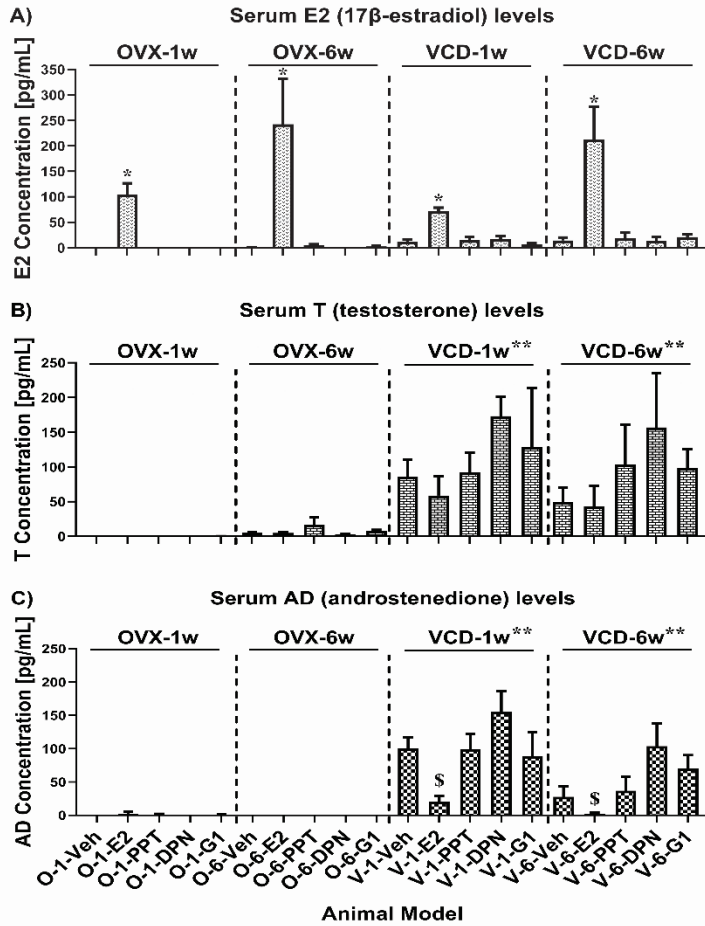 A) Serum E2 (17β-estradiol) levels
OVX-1w OVX-6w VCD-1w VCD-6w
E2 Concentration [pg/mL]
350
300
250
200
150
100
50
0
* * * *
B) Serum T (testosterone) levels
OVX-1w OVX-6w VCD-1w** VCD-6w**
T Concentration [pg/mL]
250
200
150
100
50
0
C) Serum AD (androstenedione) levels
OVX-1w OVX-6w VCD-1w** VCD-6w**
AD Concentration [pg/mL]
250
200
150
100
50
0
$ $
O-1-Veh O-1-E2 O-1-PPT O-1-DPN O-1-G1 O-6-Veh O-6-E2 O-6-PPT O-6-DPN O-6-G1 V-1-Veh V-1-E2 V-1-PPT V-1-DPN V-1-G1 V-6-Veh V-6-E2 V-6-PPT V-6-DPN V-6-G1
Animal Model